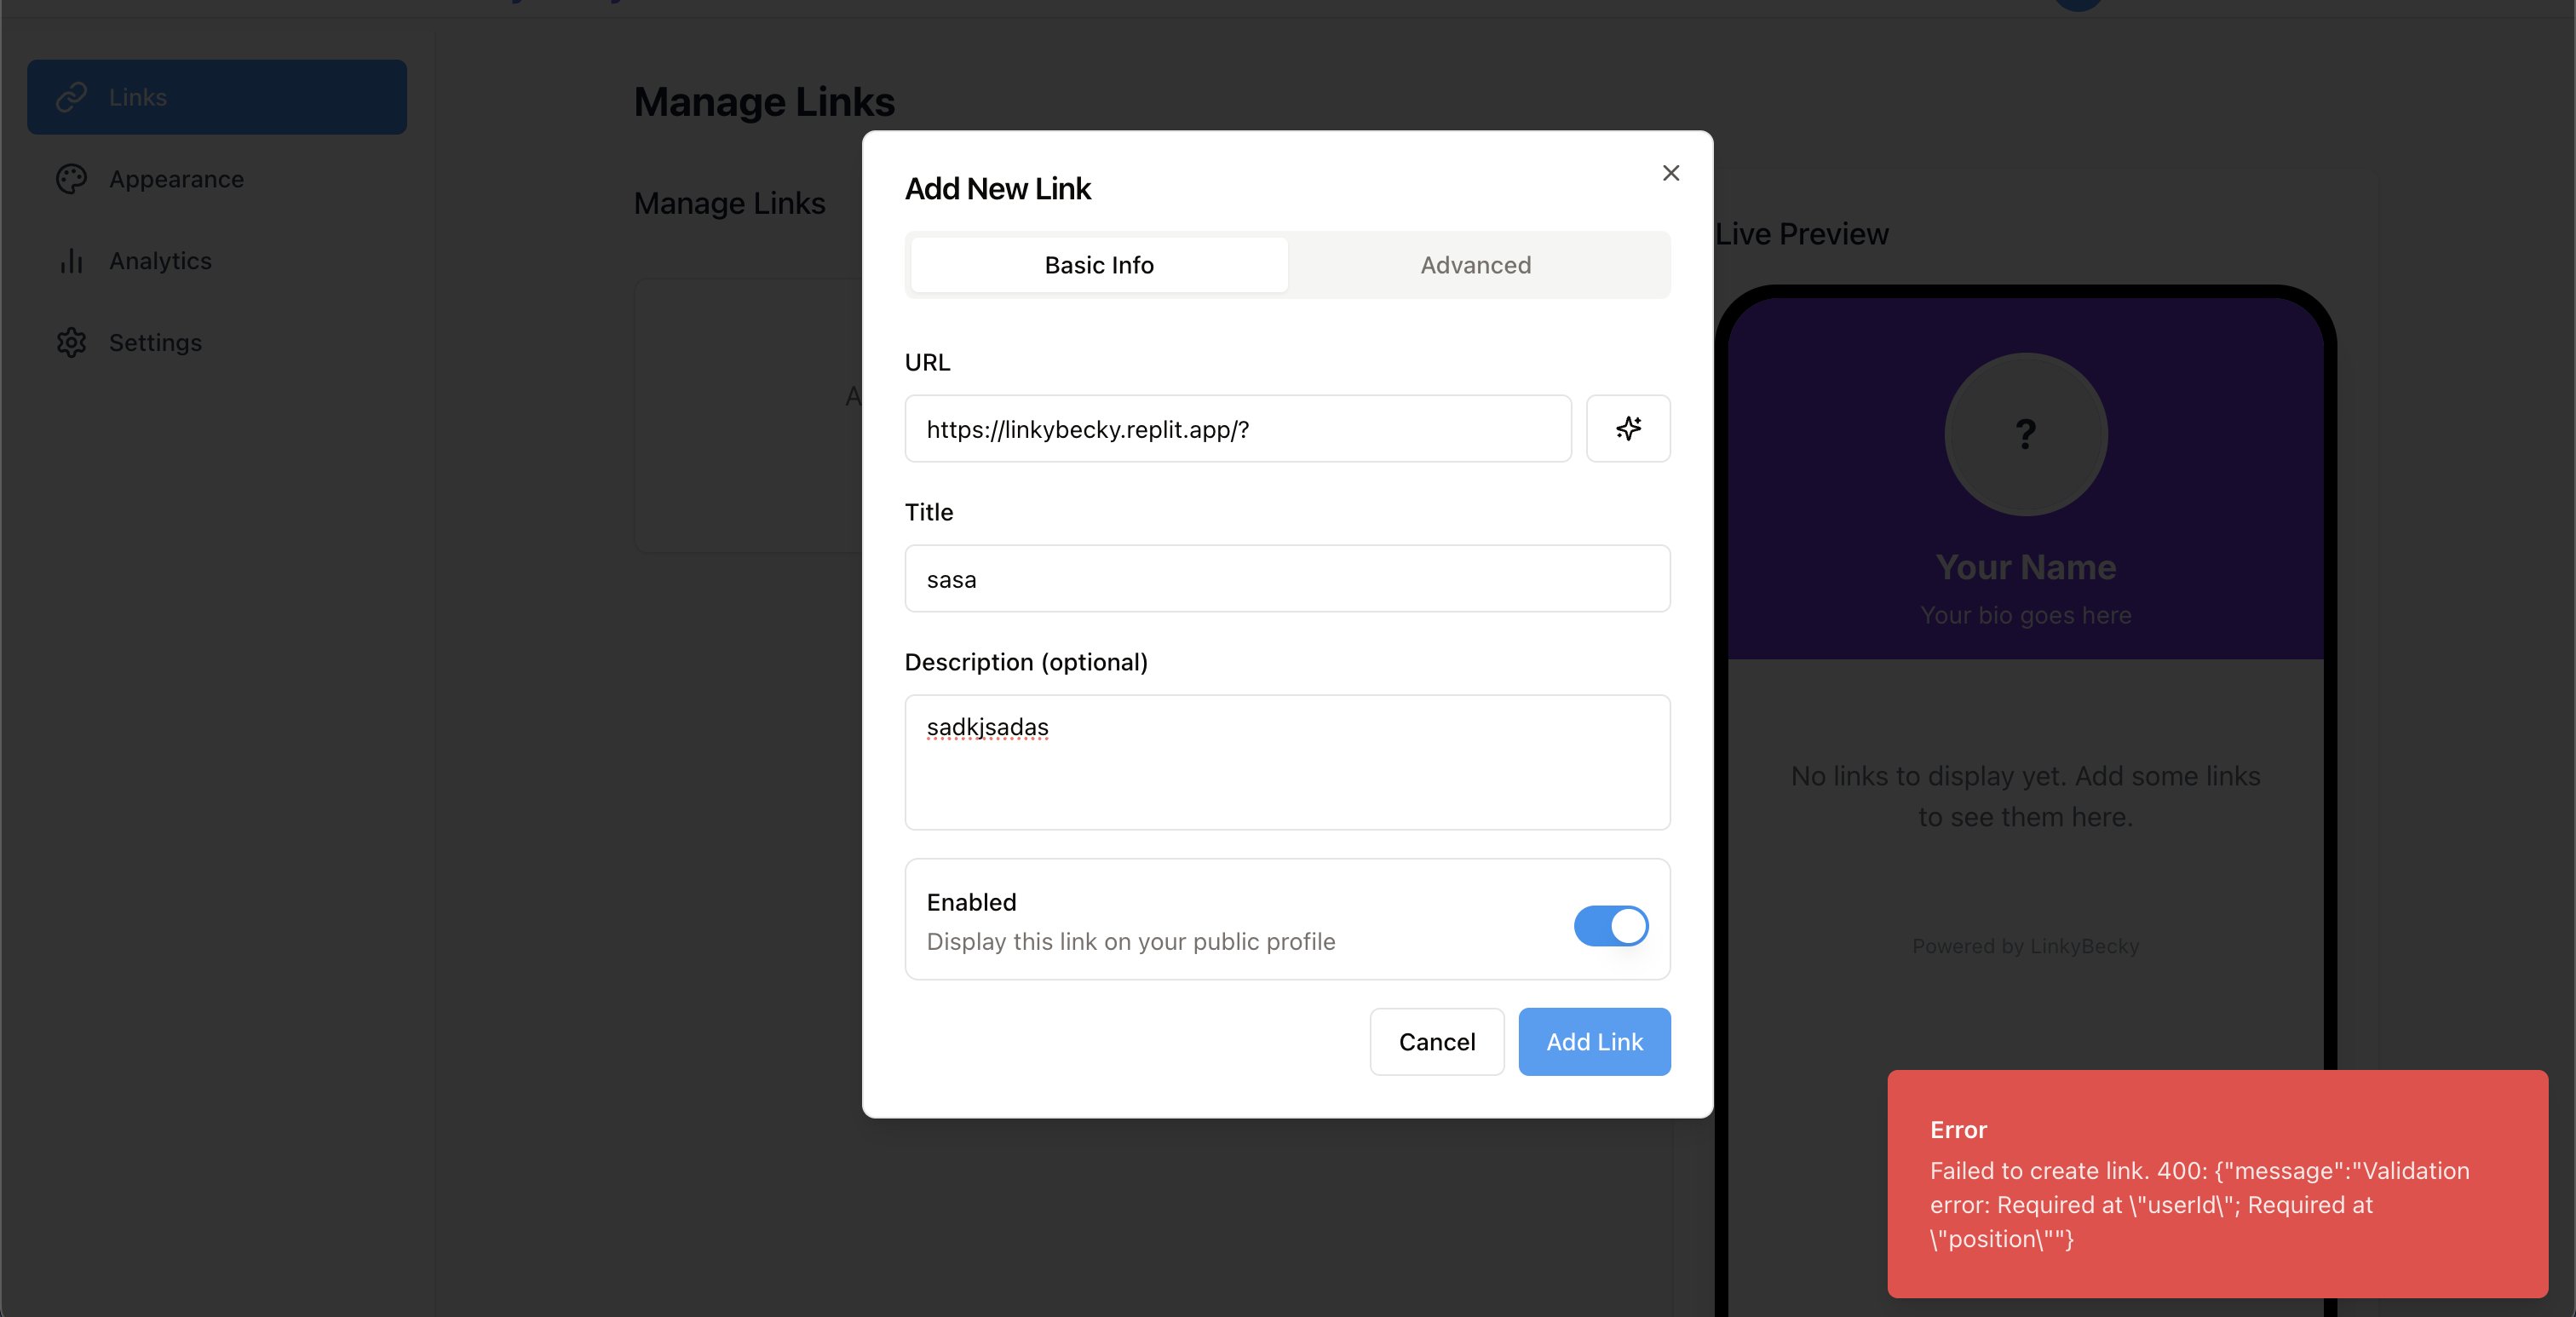 Links
Appearance
Analytics
Settings
Manage Links
Manage Links
A
Add New Link
Basic Info
Advanced
URL
https://linkybecky.replit.app/?
Title
sasa
Description (optional)
sadkjsadas
Enabled
Display this link on your public profile
Cancel
Add Link
Live Preview
?
Your Name
Your bio goes here
No links to display yet. Add some links
to see them here.
Powered by LinkyBecky
Error
Failed to create link. 400: {"message":"Validation
error: Required at \"userId\"; Required at
\"position\""}